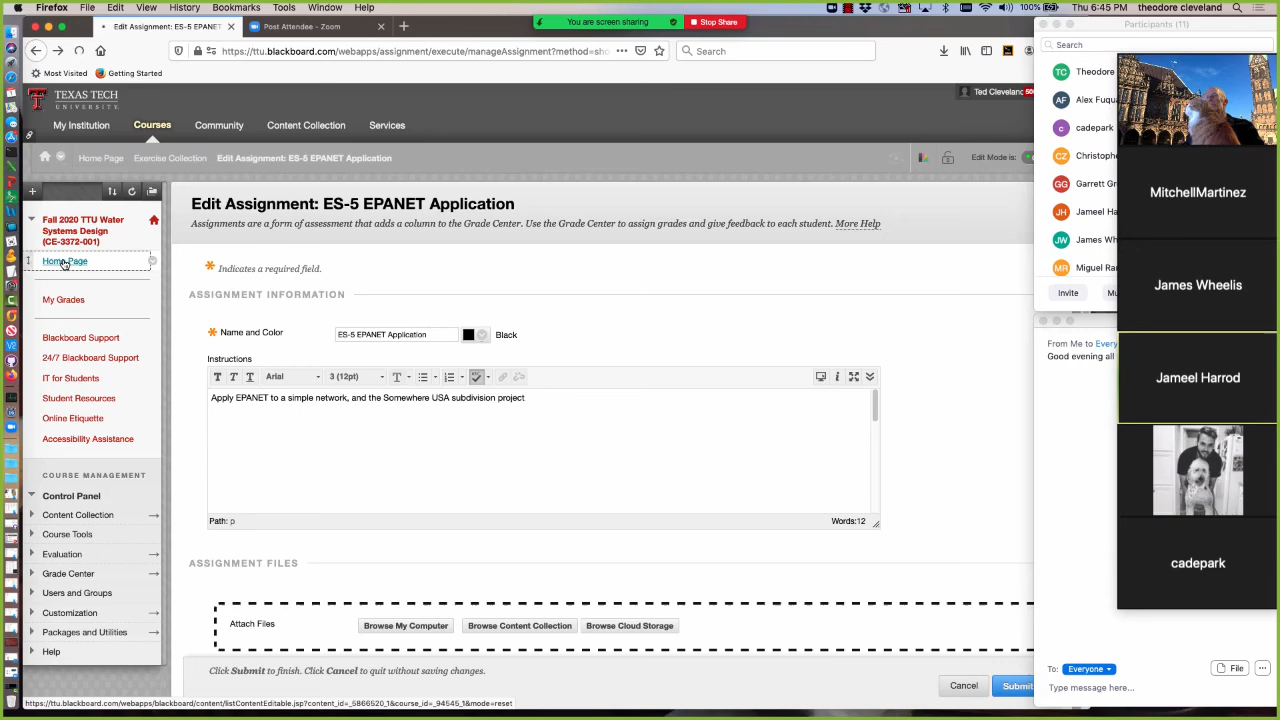 Firefox File Edit View History Bookmarks Tools Window Help
100%
Thu 6:45 PM theodore cleveland
Edit Assignment: ES-5 EPANET
Post Attendee - Zoom
You are screen sharing
Stop Share
Participants (11)
https://ttu.blackboard.com/webapps/assignment/execute/manageAssignment?method=sho
Search
Search
Most Visited
Getting Started
TEXAS TECH
UNIVERSITY.
Ted Cleveland
My Institution
Courses
Community
Content Collection
Services
Home Page
Exercise Collection
Edit Assignment: ES-5 EPANET Application
Edit Mode is:
Fall 2020 TTU Water
Systems Design
(CE-3372-001)
Home Page
My Grades
Blackboard Support
24/7 Blackboard Support
IT for Students
Student Resources
Online Etiquette
Accessibility Assistance
COURSE MANAGEMENT
Control Panel
Content Collection
Course Tools
Evaluation
Grade Center
Users and Groups
Customization
Packages and Utilities
Help
Edit Assignment: ES-5 EPANET Application
Assignments are a form of assessment that adds a column to the Grade Center. Use the Grade Center to assign grades and give feedback to each student. More Help
Indicates a required field.
ASSIGNMENT INFORMATION
Name and Color
ES-5 EPANET Application
Black
Instructions
Arial
3 (12pt)
Apply EPANET to a simple network, and the Somewhere USA subdivision project
Path: p
Words:12
ASSIGNMENT FILES
Attach Files
Browse My Computer
Browse Content Collection
Browse Cloud Storage
Click Submit to finish. Click Cancel to quit without saving changes.
Cancel
Submit
https://ttu.blackboard.com/webapps/blackboard/content/listContentEditable.jsp?content_id=_5866520_1&course_id=_94545_1&mode=reset
TC Theodore
AF Alex Fuqua
c cadepark
CZ Christophe
GG Garrett Gr
JH Jameel Har
JW James Wh
MR Miguel Ra
Invite
Mu
From Me to Every
Good evening all
MitchellMartinez
James Wheelis
Jameel Harrod
cadepark
To: Everyone
File
Type message here...